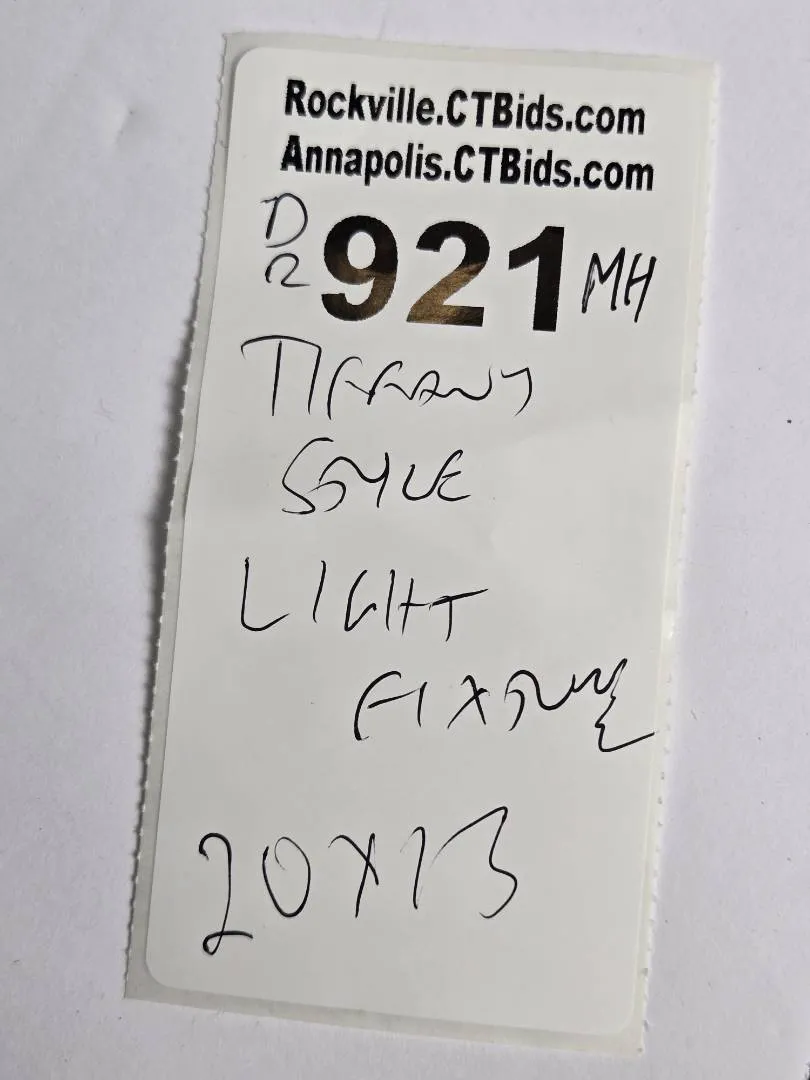 Rockville.CTBids.com
Annapolis.CTBids.com
D
2 921 MH
TIFFANY
STYLE
LIGHT
FIXTURE
20X13